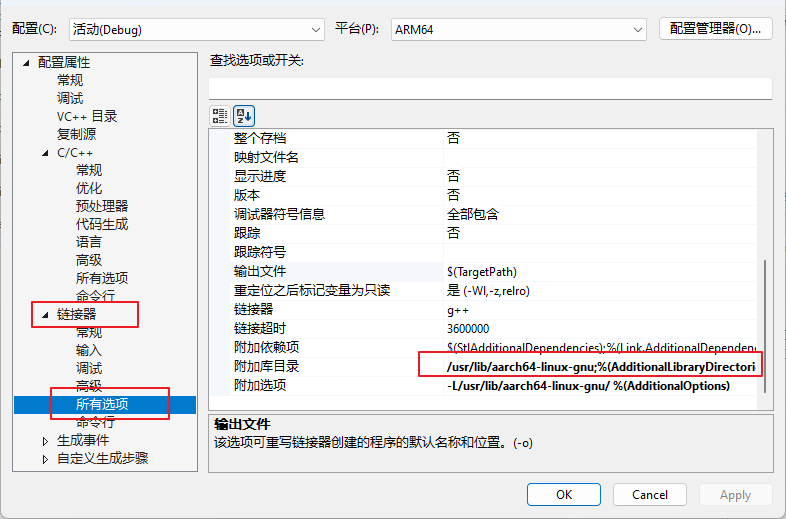 配置(C): 活动(Debug) 平台(P): ARM64 配置管理器(O)...
配置属性
常规
调试
VC++ 目录
复制源
C/C++
常规
优化
预处理器
代码生成
语言
高级
所有选项
命令行
链接器
常规
输入
调试
高级
所有选项
命令行
生成事件
自定义生成步骤
查找选项或开关:
整个存档 否
映射文件名
显示进度 否
版本 否
调试器符号信息 全部包含
跟踪 否
跟踪符号
输出文件 $(TargetPath)
重定位之后标记变量为只读 是 (-Wl,-z,relro)
链接器 g++
链接超时 3600000
附加依赖项 $(StlAdditionalDependencies);%(Link.AdditionalDepende
附加库目录 /usr/lib/aarch64-linux-gnu;%(AdditionalLibraryDirectori
附加选项 -L/usr/lib/aarch64-linux-gnu/ %(AdditionalOptions)
输出文件
该选项可重写链接器创建的程序的默认名称和位置。(-o)
OK Cancel Apply